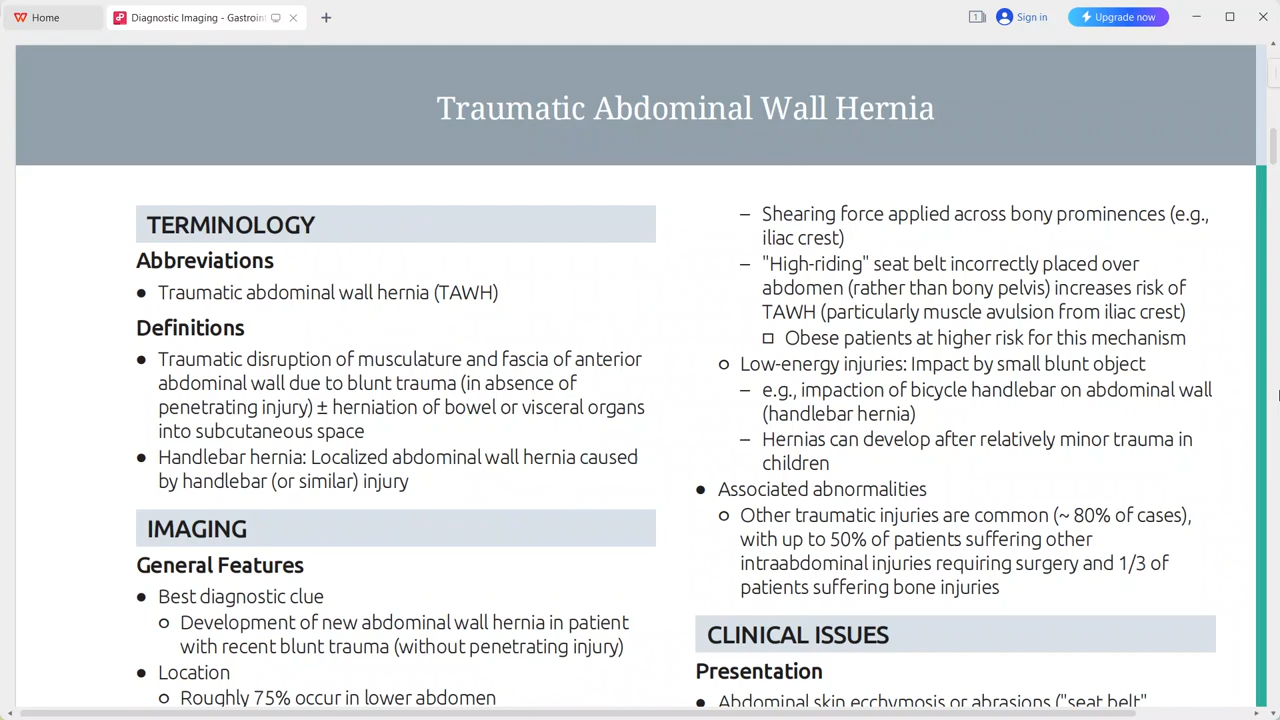 Home
Diagnostic Imaging - Gastroin
1
Sign in
Upgrade now
Traumatic Abdominal Wall Hernia
TERMINOLOGY
Abbreviations
● Traumatic abdominal wall hernia (TAWH)
Definitions
● Traumatic disruption of musculature and fascia of anterior
abdominal wall due to blunt trauma (in absence of
penetrating injury) ± herniation of bowel or visceral organs
into subcutaneous space
● Handlebar hernia: Localized abdominal wall hernia caused
by handlebar (or similar) injury
IMAGING
General Features
● Best diagnostic clue
○ Development of new abdominal wall hernia in patient
with recent blunt trauma (without penetrating injury)
● Location
○ Roughly 75% occur in lower abdomen
– Shearing force applied across bony prominences (e.g.,
iliac crest)
– "High-riding" seat belt incorrectly placed over
abdomen (rather than bony pelvis) increases risk of
TAWH (particularly muscle avulsion from iliac crest)
□ Obese patients at higher risk for this mechanism
○ Low-energy injuries: Impact by small blunt object
– e.g., impaction of bicycle handlebar on abdominal wall
(handlebar hernia)
– Hernias can develop after relatively minor trauma in
children
● Associated abnormalities
○ Other traumatic injuries are common (~ 80% of cases),
with up to 50% of patients suffering other
intraabdominal injuries requiring surgery and 1/3 of
patients suffering bone injuries
CLINICAL ISSUES
Presentation
● Abdominal skin ecchymosis or abrasions ("seat belt"